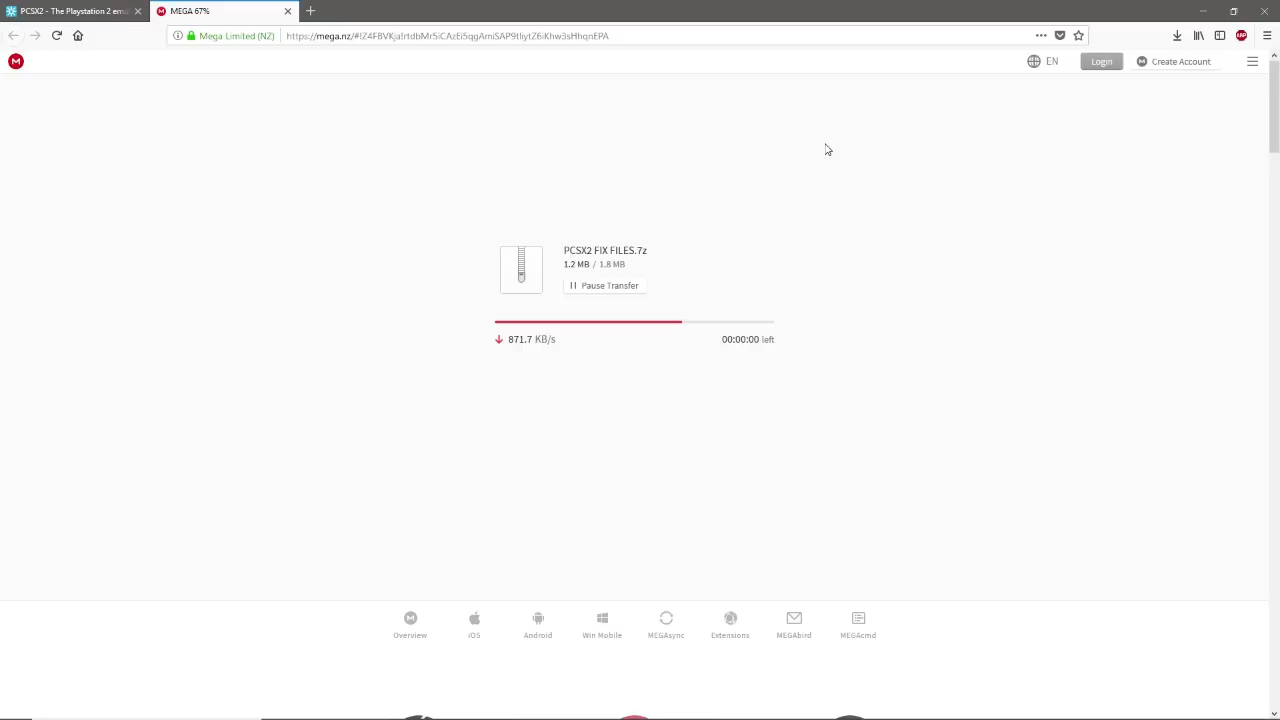 PCSX2 - The Playstation 2 emu
MEGA 67%
Mega Limited (NZ)
EN
Login
Create Account
PCSX2 FIX FILES.7z
1.2 MB / 1.8 MB
Pause Transfer
871.7 KB/s
00:00:00 left
Overview
iOS
Android
Win Mobile
MEGAsync
Extensions
MEGAbird
MEGAcmd